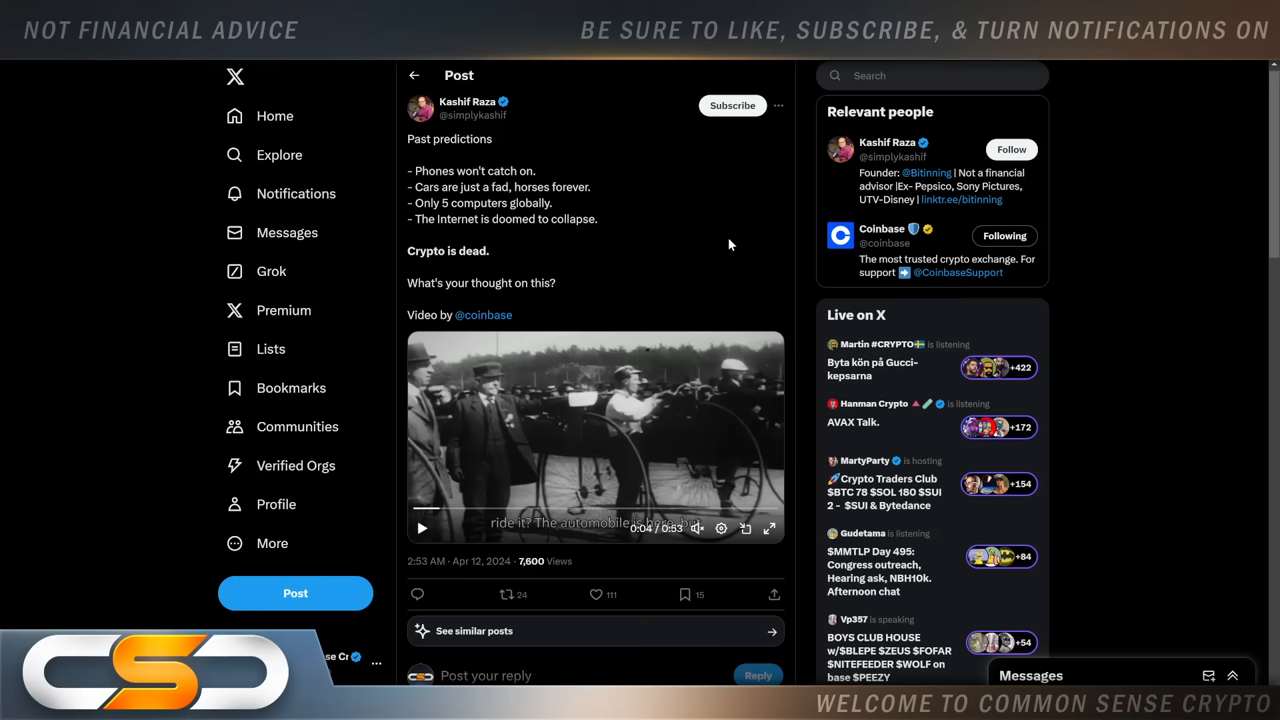 NOT FINANCIAL ADVICE
BE SURE TO LIKE, SUBSCRIBE, & TURN NOTIFICATIONS ON
Home
Explore
Notifications
Messages
Grok
Premium
Lists
Bookmarks
Communities
Verified Orgs
Profile
More
Post
se Cr
Post
Kashif Raza
@simplykashif
Subscribe
Past predictions
- Phones won't catch on.
- Cars are just a fad, horses forever.
- Only 5 computers globally.
- The Internet is doomed to collapse.
Crypto is dead.
What's your thought on this?
Video by @coinbase
ride it? The automobile is here, but
0:04 / 0:53
2:53 AM · Apr 12, 2024 · 7,600 Views
24
111
15
See similar posts
Post your reply
Reply
Search
Relevant people
Kashif Raza
@simplykashif
Follow
Founder: @Bitinning | Not a financial
advisor |Ex- Pepsico, Sony Pictures,
UTV-Disney | linktr.ee/bitinning
Coinbase
@coinbase
Following
The most trusted crypto exchange. For
support @CoinbaseSupport
Live on X
Martin #CRYPTO is listening
Byta kön på Gucci-
kepsarna
+422
Hanman Crypto is listening
AVAX Talk.
+172
MartyParty is hosting
Crypto Traders Club
$BTC 78 $SOL 180 $SUI
2 - $SUI & Bytedance
+154
Gudetama is listening
$MMTLP Day 495:
Congress outreach,
Hearing ask, NBH10k.
Afternoon chat
+84
Vp357 is speaking
BOYS CLUB HOUSE
w/$BLEPE $ZEUS $FOFAR
$NITEFEEDER $WOLF on
base $PEEZY
+54
Messages
CSC
WELCOME TO COMMON SENSE CRYPTO